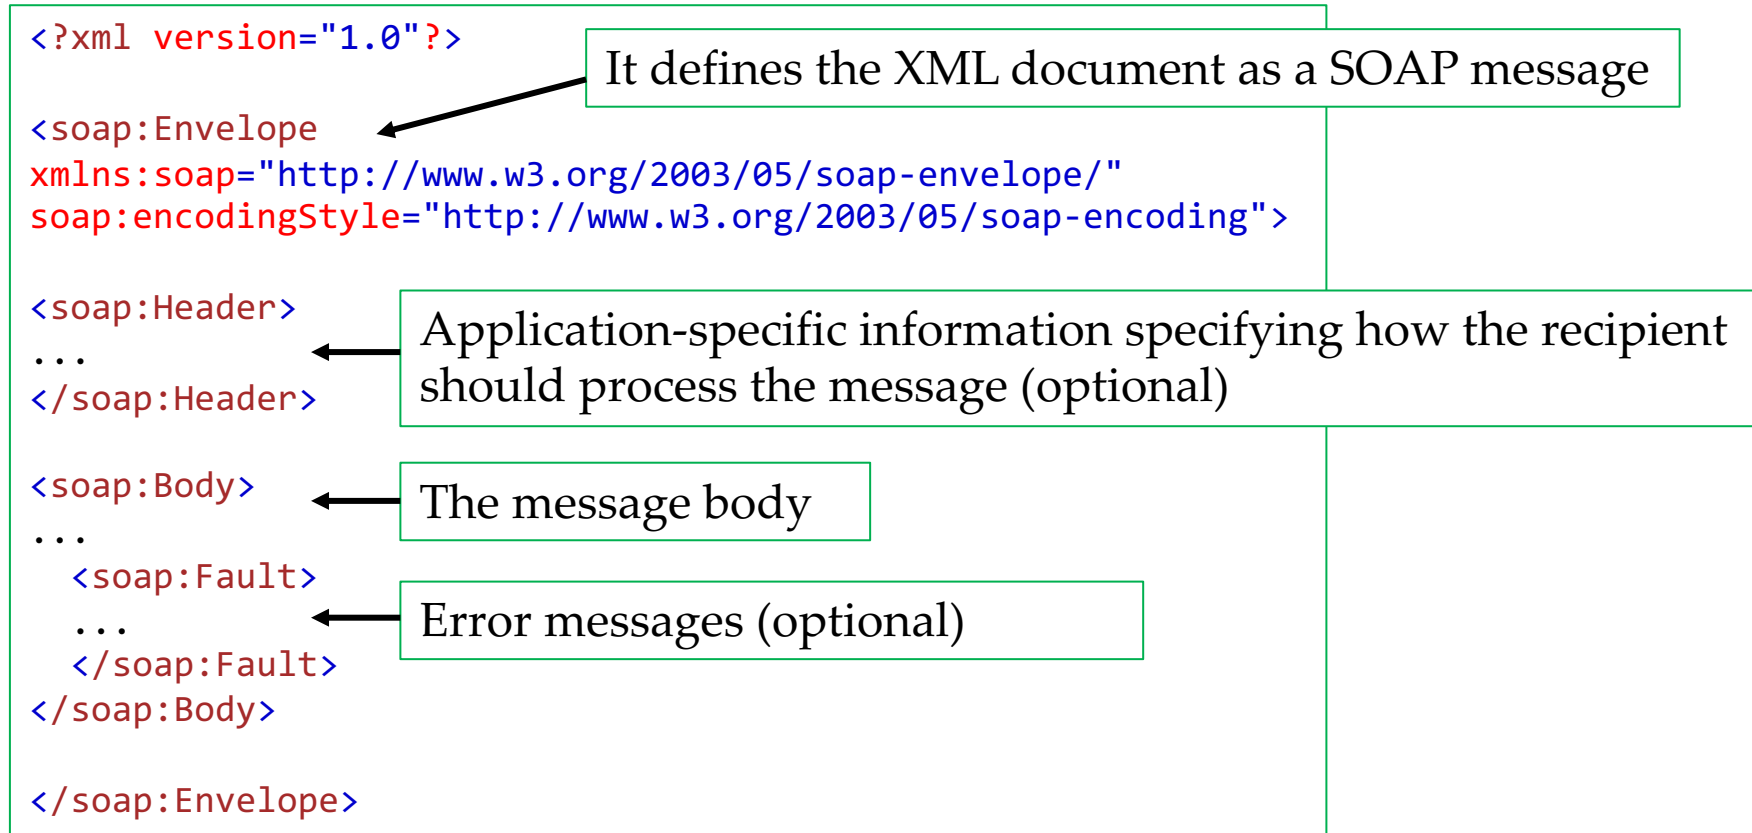 <?xml version="1.0"?>
It defines the XML document as a SOAP message
<soap:Envelope
xmlns:soap="http://www.w3.org/2003/05/soap-envelope/"
soap:encodingStyle="http://www.w3.org/2003/05/soap-encoding">
<soap:Header>
...
</soap:Header>
Application-specific information specifying how the recipient
should process the message (optional)
<soap:Body>
The message body
...
<soap:Fault>
...
Error messages (optional)
</soap:Fault>
</soap:Body>
</soap:Envelope>